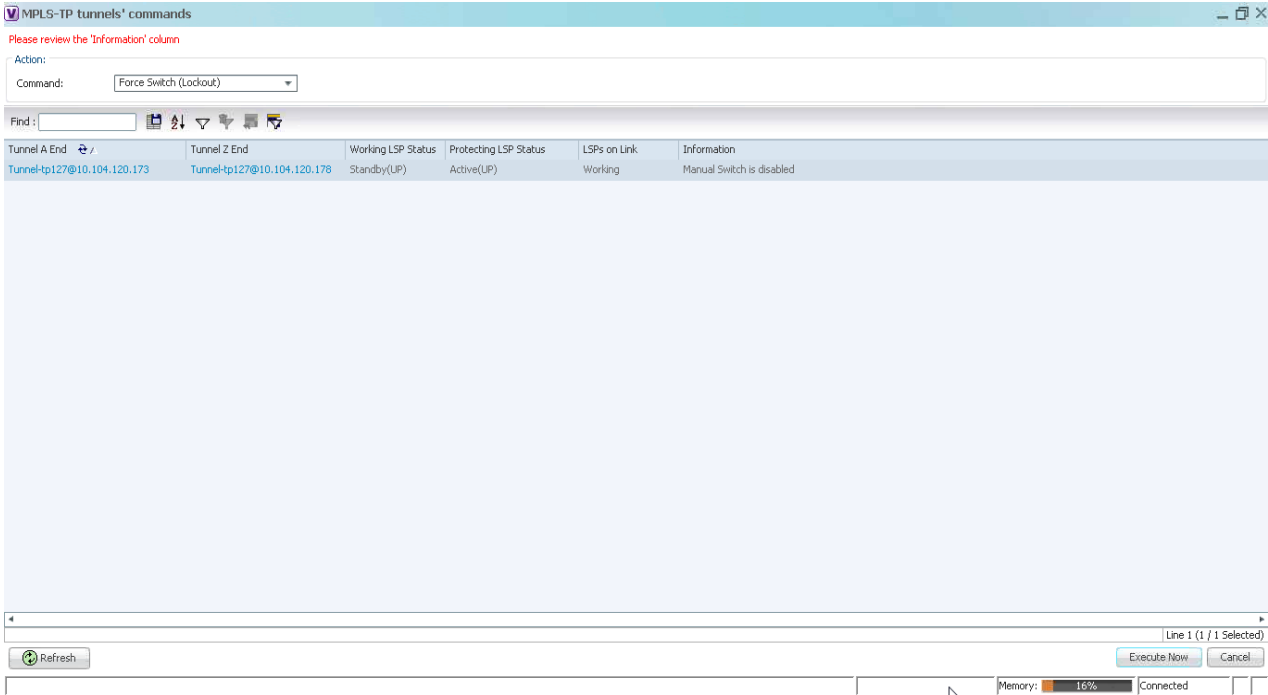 MPLS-TP tunnels' commands
Please review the 'Information' column
Action:
Command: Force Switch (Lockout)
Find :
Tunnel A End Tunnel Z End Working LSP Status Protecting LSP Status LSPs on Link Information
Tunnel-tp127@10.104.120.173 Tunnel-tp127@10.104.120.178 Standby(UP) Active(UP) Working Manual Switch is disabled
Line 1 (1 / 1 Selected)
Refresh Execute Now Cancel
Memory: 16% Connected